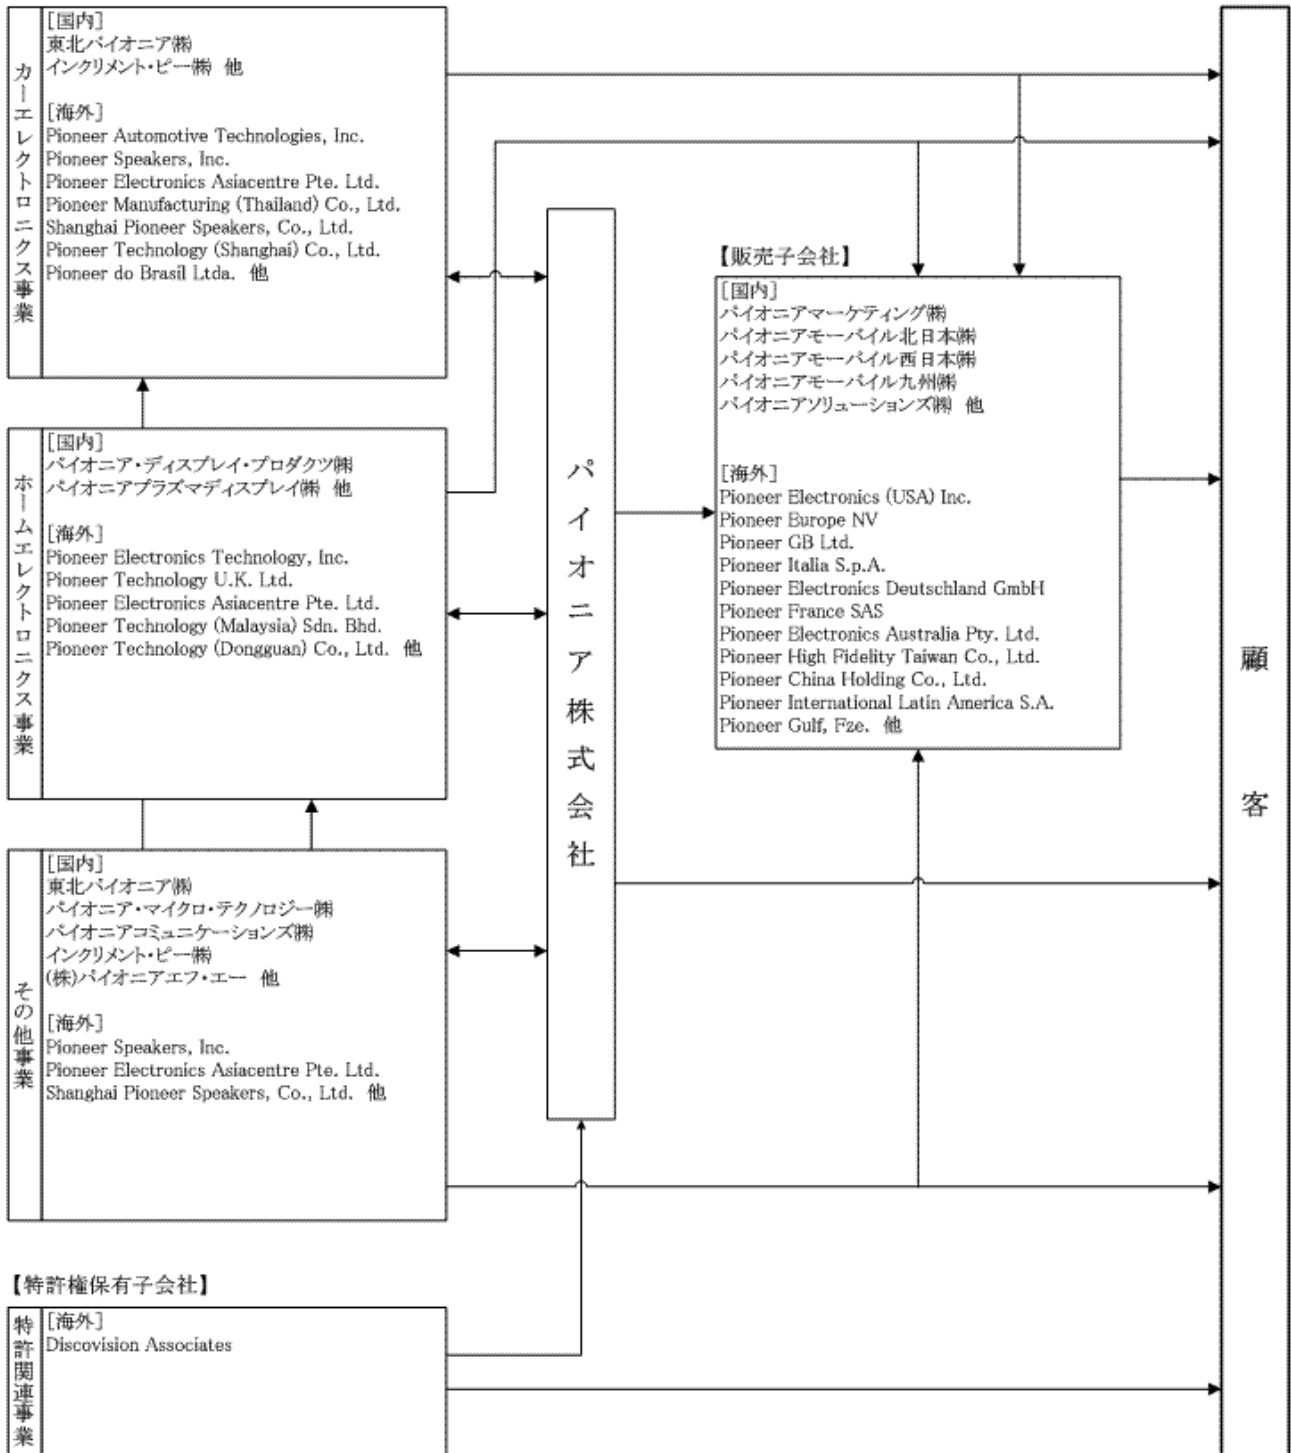 カーエレクトロニクス事業
[国内]
東北パイオニア㈱
インクリメント・ピー㈱ 他
[海外]
Pioneer Automotive Technologies, Inc.
Pioneer Speakers, Inc.
Pioneer Electronics Asiacentre Pte. Ltd.
Pioneer Manufacturing (Thailand) Co., Ltd.
Shanghai Pioneer Speakers, Co., Ltd.
Pioneer Technology (Shanghai) Co., Ltd.
Pioneer do Brasil Ltda. 他
ホームエレクトロニクス事業
[国内]
パイオニア・ディスプレイ・プロダクツ㈱
パイオニアプラズマディスプレイ㈱ 他
[海外]
Pioneer Electronics Technology, Inc.
Pioneer Technology U.K. Ltd.
Pioneer Electronics Asiacentre Pte. Ltd.
Pioneer Technology (Malaysia) Sdn. Bhd.
Pioneer Technology (Dongguan) Co., Ltd. 他
その他事業
[国内]
東北パイオニア㈱
パイオニア・マイクロ・テクノロジー㈱
パイオニアコミュニケーションズ㈱
インクリメント・ピー㈱
(株)パイオニアエフ・エー 他
[海外]
Pioneer Speakers, Inc.
Pioneer Electronics Asiacentre Pte. Ltd.
Shanghai Pioneer Speakers, Co., Ltd. 他
【特許権保有子会社】
特許関連事業
[海外]
Discovision Associates
パイオニア株式会社
【販売子会社】
[国内]
パイオニアマーケティング㈱
パイオニアモーバイル北日本㈱
パイオニアモーバイル西日本㈱
パイオニアモーバイル九州㈱
パイオニアソリューションズ㈱ 他
[海外]
Pioneer Electronics (USA) Inc.
Pioneer Europe NV
Pioneer GB Ltd.
Pioneer Italia S.p.A.
Pioneer Electronics Deutschland GmbH
Pioneer France SAS
Pioneer Electronics Australia Pty. Ltd.
Pioneer High Fidelity Taiwan Co., Ltd.
Pioneer China Holding Co., Ltd.
Pioneer International Latin America S.A.
Pioneer Gulf, Fze. 他
顧客